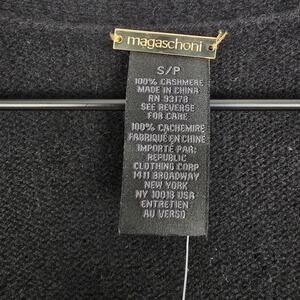 magaschoni
S/P
100% CASHMERE
MADE IN CHINA
RN 93178
SEE REVERSE
FOR CARE
100% CACHEMIRE
FABRIQUÉ EN CHINE
IMPORTÉ PAR:
REPUBLIC
CLOTHING CORP
1411 BROADWAY
NEW YORK
NY 10018 USA
ENTRETIEN
AU VERSO